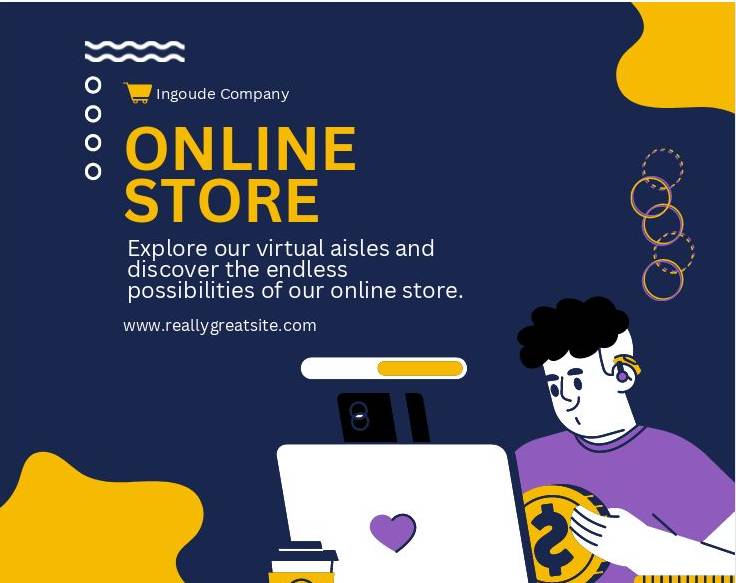 Ingoude Company
ONLINE
STORE
Explore our virtual aisles and
discover the endless
possibilities of our online store.
www.reallygreatsite.com
$